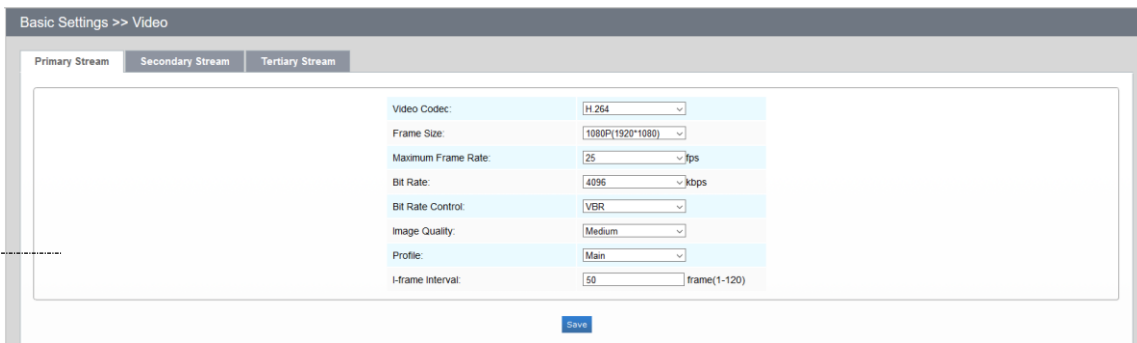 Basic Settings >> Video
Primary Stream Secondary Stream Tertiary Stream
Video Codec: H.264
Frame Size: 1080P(1920*1080)
Maximum Frame Rate: 25 fps
Bit Rate: 4096 kbps
Bit Rate Control: VBR
Image Quality: Medium
Profile: Main
I-frame Interval: 50 frame(1-120)
Save